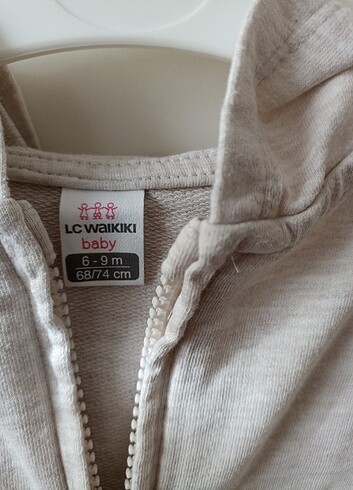 LC WAIKIKI
baby
6 - 9 m
68/74 cm